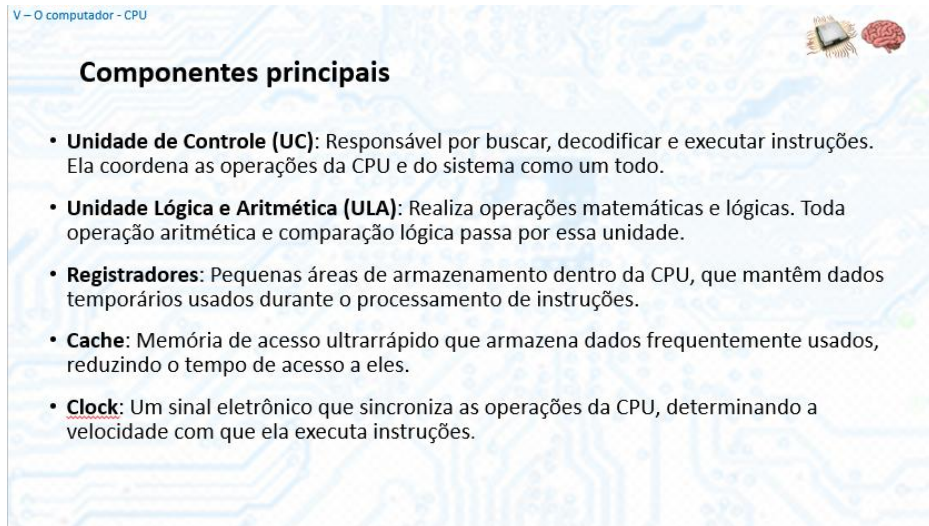 V – O computador - CPU
Componentes principais
• Unidade de Controle (UC): Responsável por buscar, decodificar e executar instruções.
Ela coordena as operações da CPU e do sistema como um todo.
• Unidade Lógica e Aritmética (ULA): Realiza operações matemáticas e lógicas. Toda
operação aritmética e comparação lógica passa por essa unidade.
• Registradores: Pequenas áreas de armazenamento dentro da CPU, que mantêm dados
temporários usados durante o processamento de instruções.
• Cache: Memória de acesso ultrarrápido que armazena dados frequentemente usados,
reduzindo o tempo de acesso a eles.
• Clock: Um sinal eletrônico que sincroniza as operações da CPU, determinando a
velocidade com que ela executa instruções.